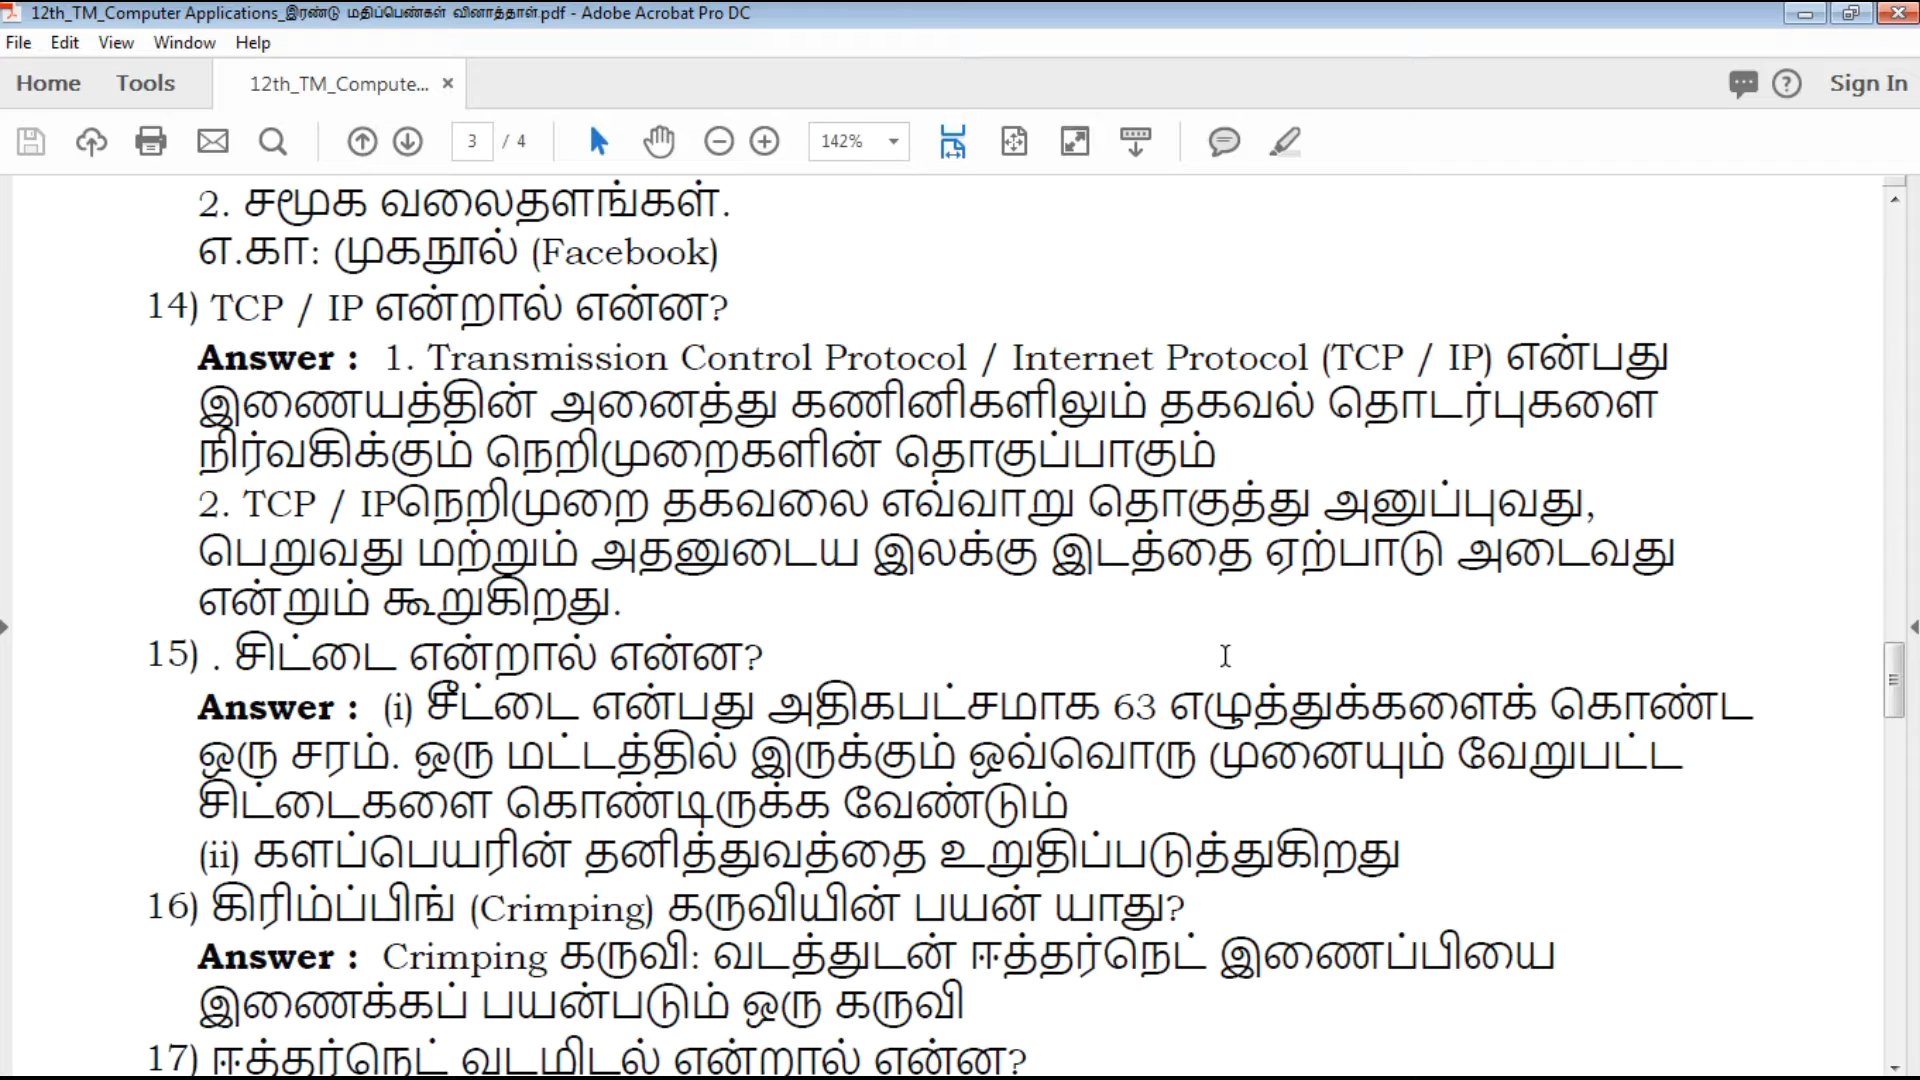 12th_TM_Computer Applications_இரண்டு மதிப்பெண்கள் வினாத்தாள்.pdf - Adobe Acrobat Pro DC
File Edit View Window Help
Home Tools 12th_TM_Compute... × Sign In
3 / 4 142%
2. சமூக வலைதளங்கள்.
எ.கா: முகநூல் (Facebook)
14) TCP / IP என்றால் என்ன?
Answer : 1. Transmission Control Protocol / Internet Protocol (TCP / IP) என்பது
இணையத்தின் அனைத்து கணினிகளிலும் தகவல் தொடர்புகளை
நிர்வகிக்கும் நெறிமுறைகளின் தொகுப்பாகும்
2. TCP / IPநெறிமுறை தகவலை எவ்வாறு தொகுத்து அனுப்புவது,
பெறுவது மற்றும் அதனுடைய இலக்கு இடத்தை ஏற்பாடு அடைவது
என்றும் கூறுகிறது.
15) . சிட்டை என்றால் என்ன?
Answer : (i) சீட்டை என்பது அதிகபட்சமாக 63 எழுத்துக்களைக் கொண்ட
ஒரு சரம். ஒரு மட்டத்தில் இருக்கும் ஒவ்வொரு முனையும் வேறுபட்ட
சிட்டைகளை கொண்டிருக்க வேண்டும்
(ii) களப்பெயரின் தனித்துவத்தை உறுதிப்படுத்துகிறது
16) கிரிம்ப்பிங் (Crimping) கருவியின் பயன் யாது?
Answer : Crimping கருவி: வடத்துடன் ஈத்தர்நெட் இணைப்பியை
இணைக்கப் பயன்படும் ஒரு கருவி
17) ஈத்தர்நெட் வடமிடல் என்றால் என்ன?